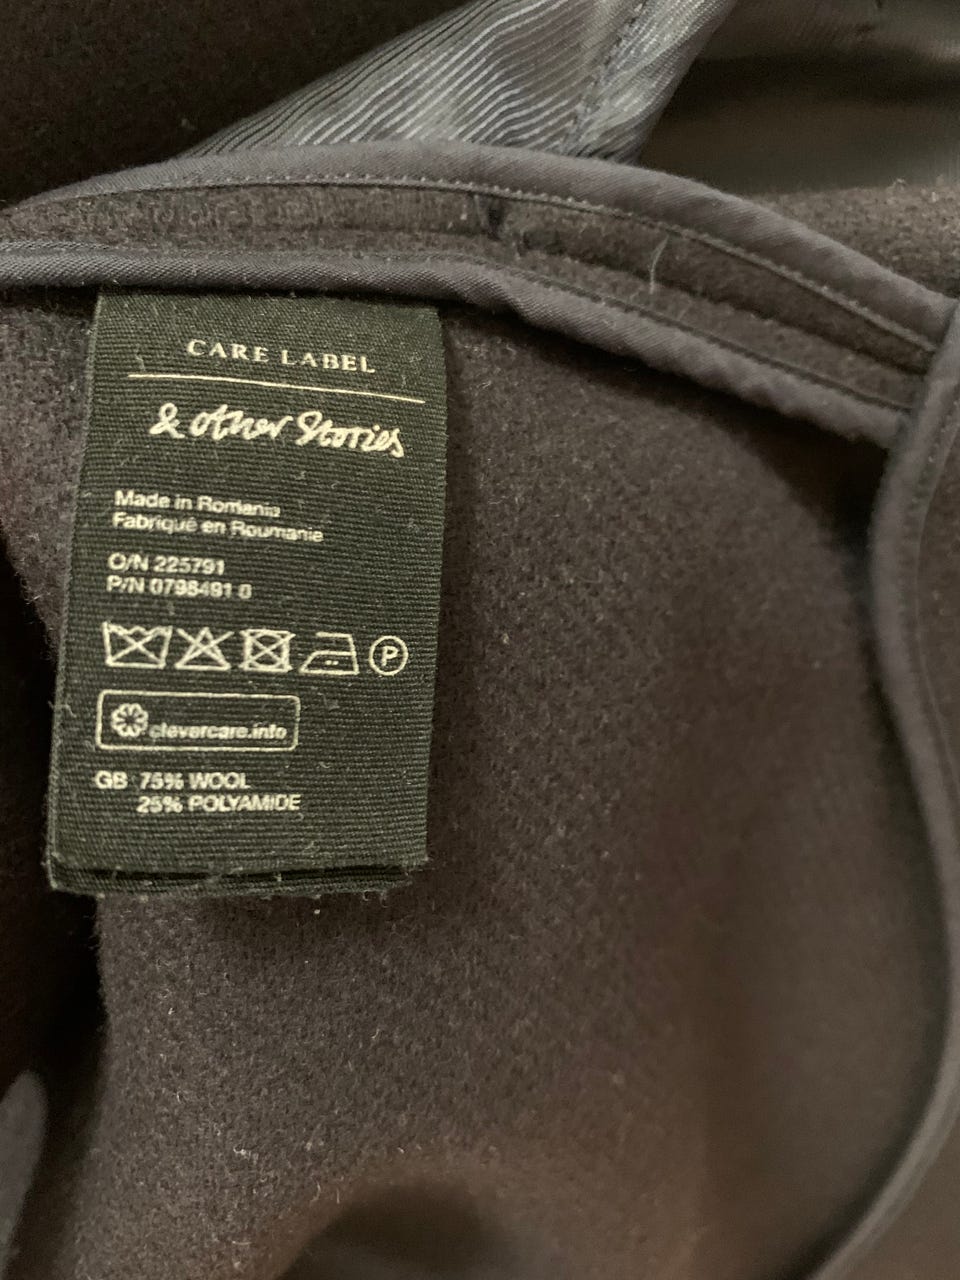 CARE LABEL
& other Stories
Made in Romania
Fabriqué en Roumanie
O/N 225791
P/N 0798491 0
P
clevercare.info
GB 75% WOOL
25% POLYAMIDE